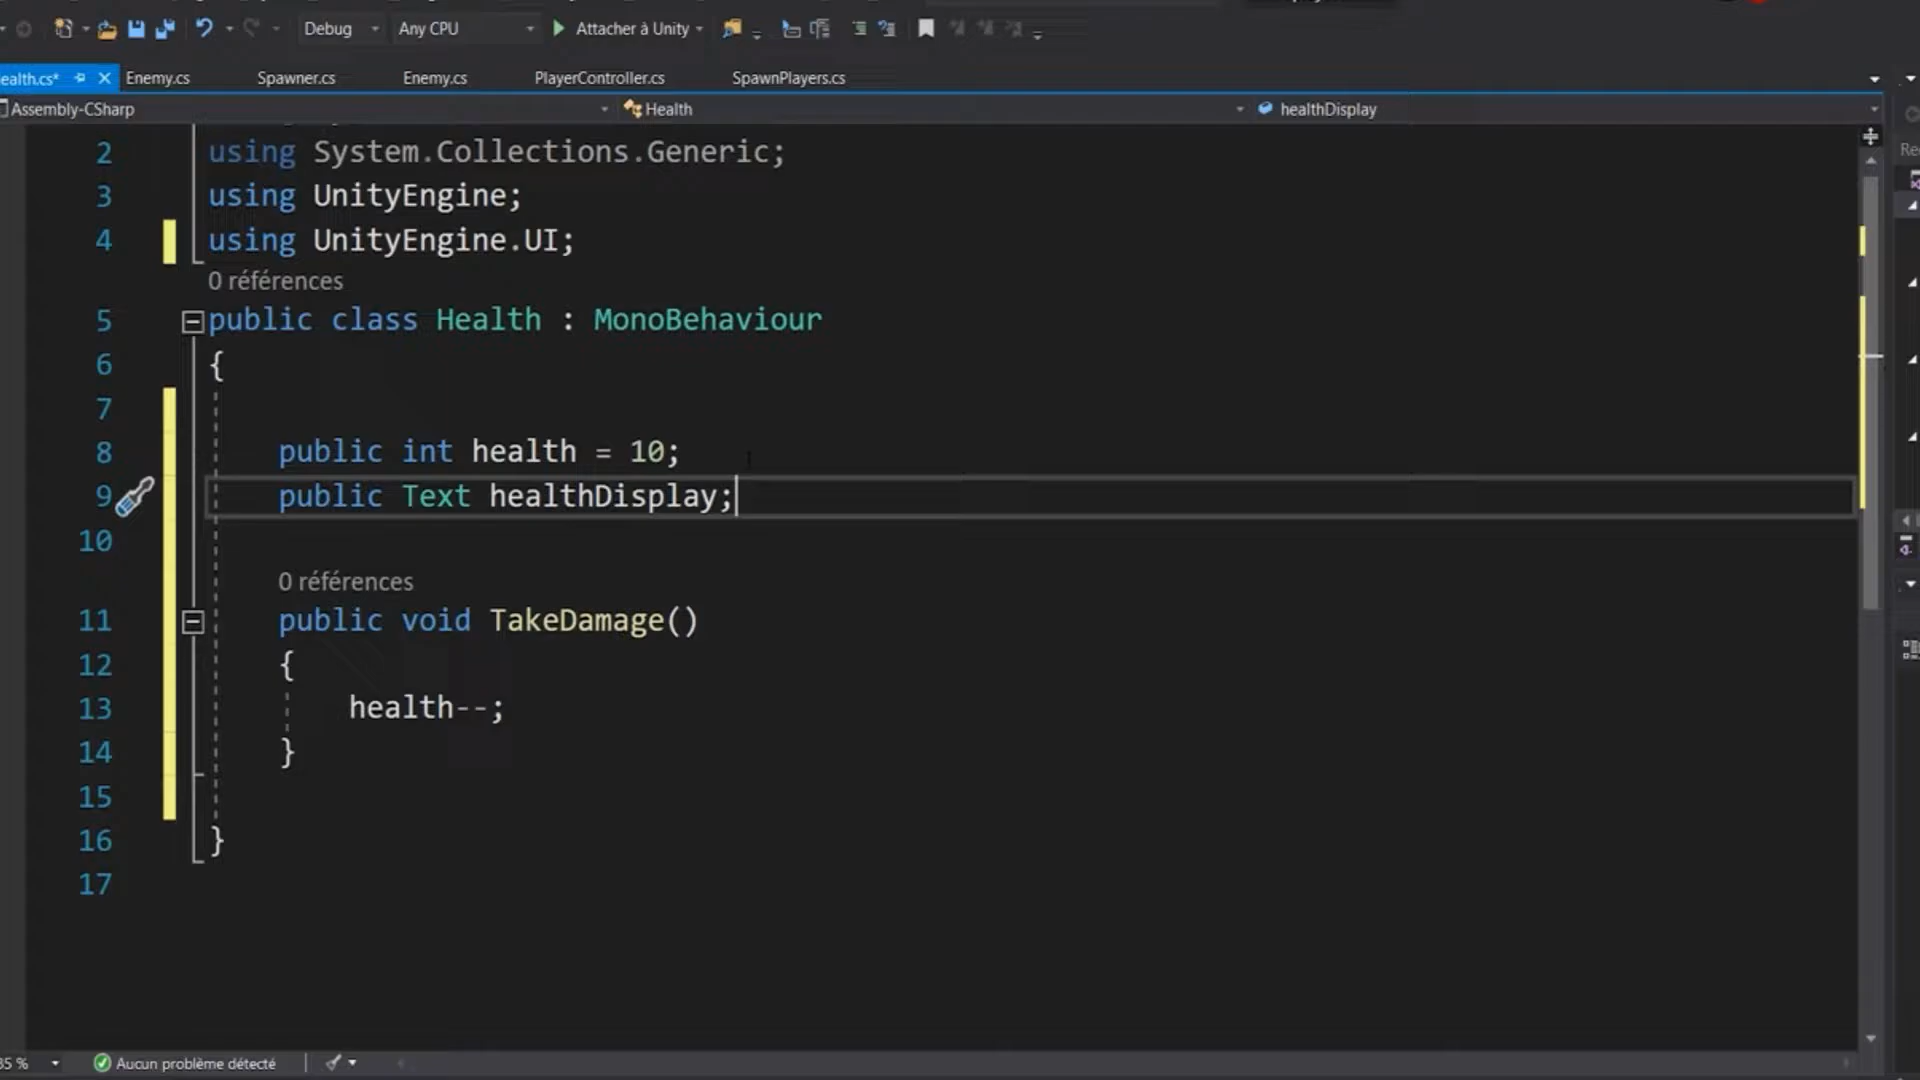 Debug Any CPU Attacher à Unity
ealth.cs* Enemy.cs Spawner.cs Enemy.cs PlayerController.cs SpawnPlayers.cs
Assembly-CSharp Health healthDisplay
2 using System.Collections.Generic;
3 using UnityEngine;
4 using UnityEngine.UI;
0 références
5 public class Health : MonoBehaviour
6 {
7
8 public int health = 10;
9 public Text healthDisplay;
10
0 références
11 public void TakeDamage()
12 {
13 health--;
14 }
15
16 }
17
Aucun problème détecté